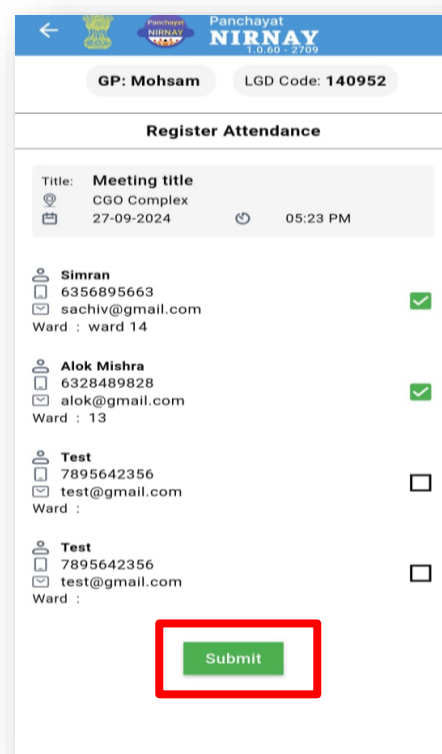 Panchayat
NIRNAY
Panchayat
NIRNAY
1.0.60 - 2709
GP: Mohsam
LGD Code: 140952
Register Attendance
Title: Meeting title
CGO Complex
27-09-2024 05:23 PM
Simran
6356895663
sachiv@gmail.com
Ward : ward 14
Alok Mishra
6328489828
alok@gmail.com
Ward : 13
Test
7895642356
test@gmail.com
Ward :
Test
7895642356
test@gmail.com
Ward :
Submit